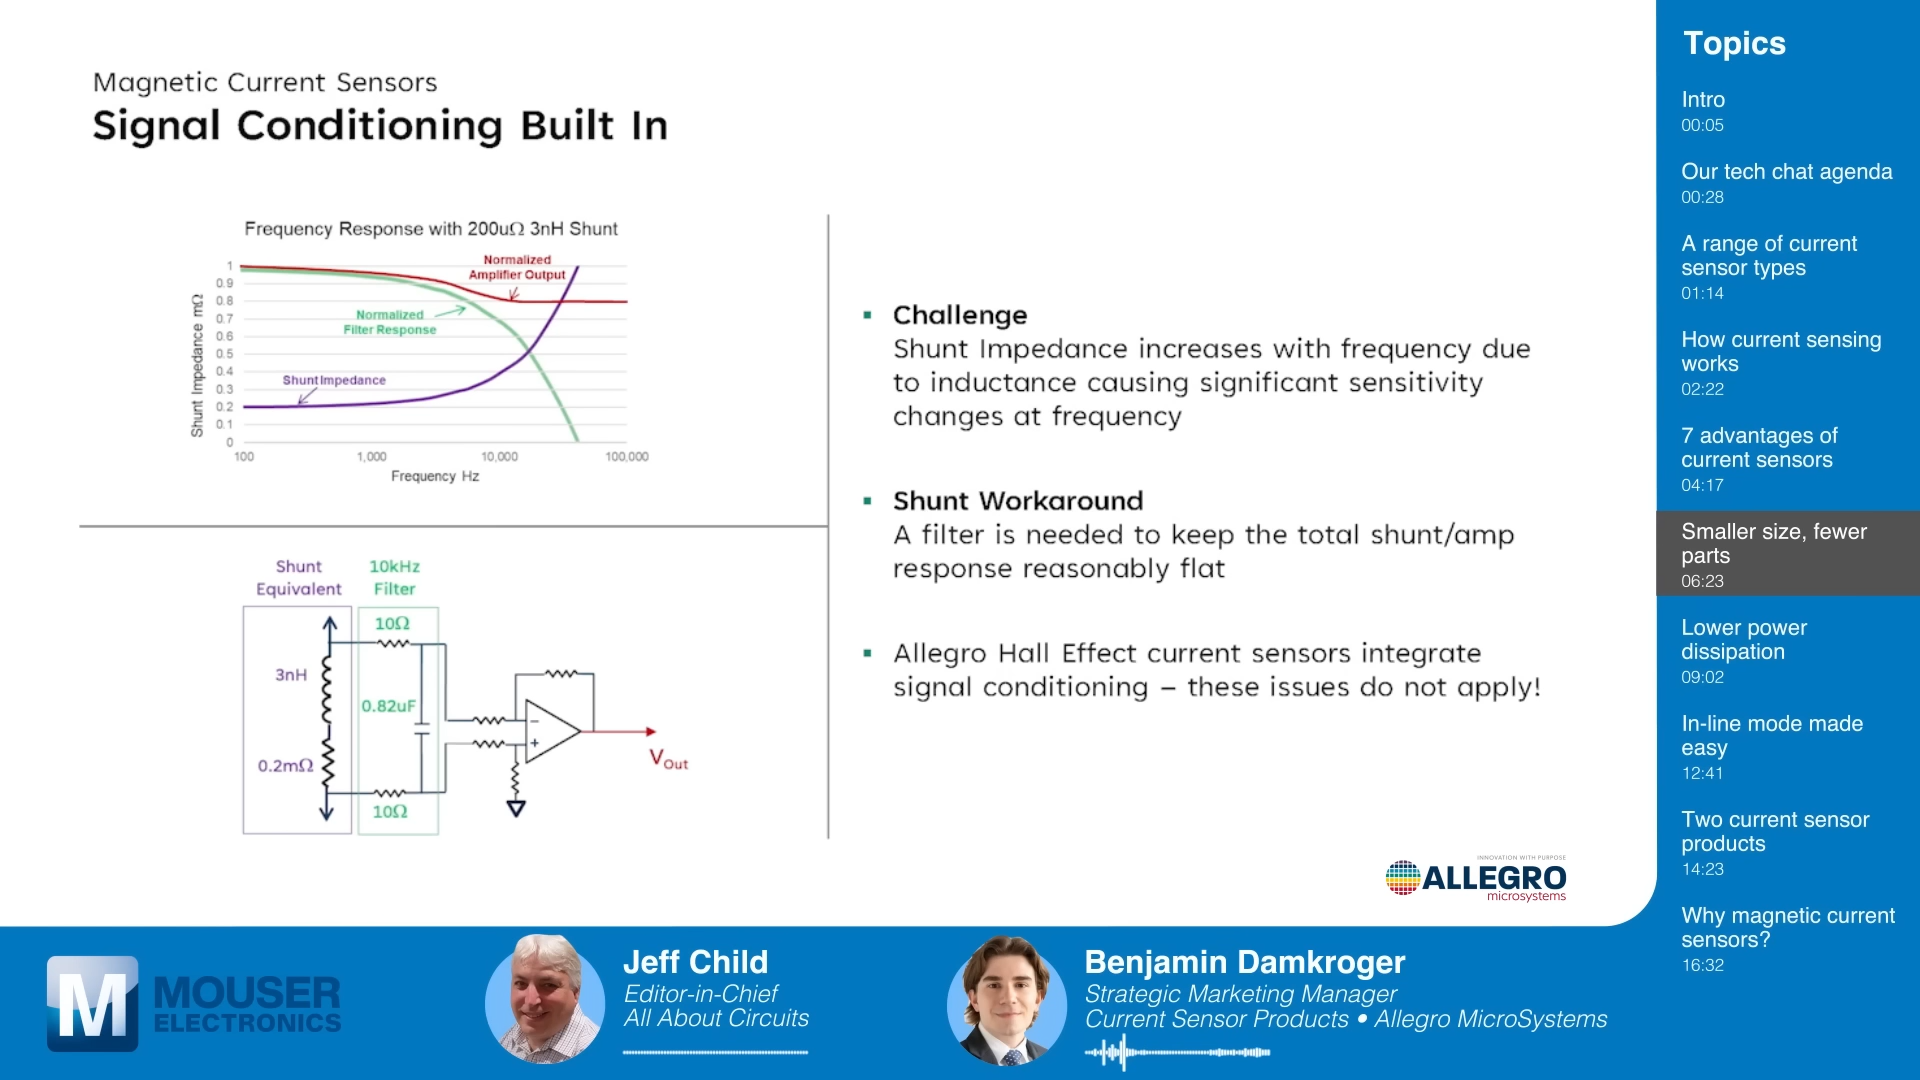 Magnetic Current Sensors
Signal Conditioning Built In
Frequency Response with 200uΩ 3nH Shunt
Shunt Impedance mΩ
1
0.9
0.8
0.7
0.6
0.5
0.4
0.3
0.2
0.1
0
Normalized
Amplifier Output
Normalized
Filter Response
Shunt Impedance
100
1,000
10,000
100,000
Frequency Hz
Shunt
Equivalent
10kHz
Filter
10Ω
3nH
0.82uF
0.2mΩ
10Ω
−
+
VOut
▪ Challenge
Shunt Impedance increases with frequency due
to inductance causing significant sensitivity
changes at frequency
▪ Shunt Workaround
A filter is needed to keep the total shunt/amp
response reasonably flat
▪ Allegro Hall Effect current sensors integrate
signal conditioning – these issues do not apply!
INNOVATION WITH PURPOSE
ALLEGRO
microsystems
Topics
Intro
00:05
Our tech chat agenda
00:28
A range of current
sensor types
01:14
How current sensing
works
02:22
7 advantages of
current sensors
04:17
Smaller size, fewer
parts
06:23
Lower power
dissipation
09:02
In-line mode made
easy
12:41
Two current sensor
products
14:23
Why magnetic current
sensors?
16:32
M
MOUSER
ELECTRONICS
Jeff Child
Editor-in-Chief
All About Circuits
Benjamin Damkroger
Strategic Marketing Manager
Current Sensor Products • Allegro MicroSystems